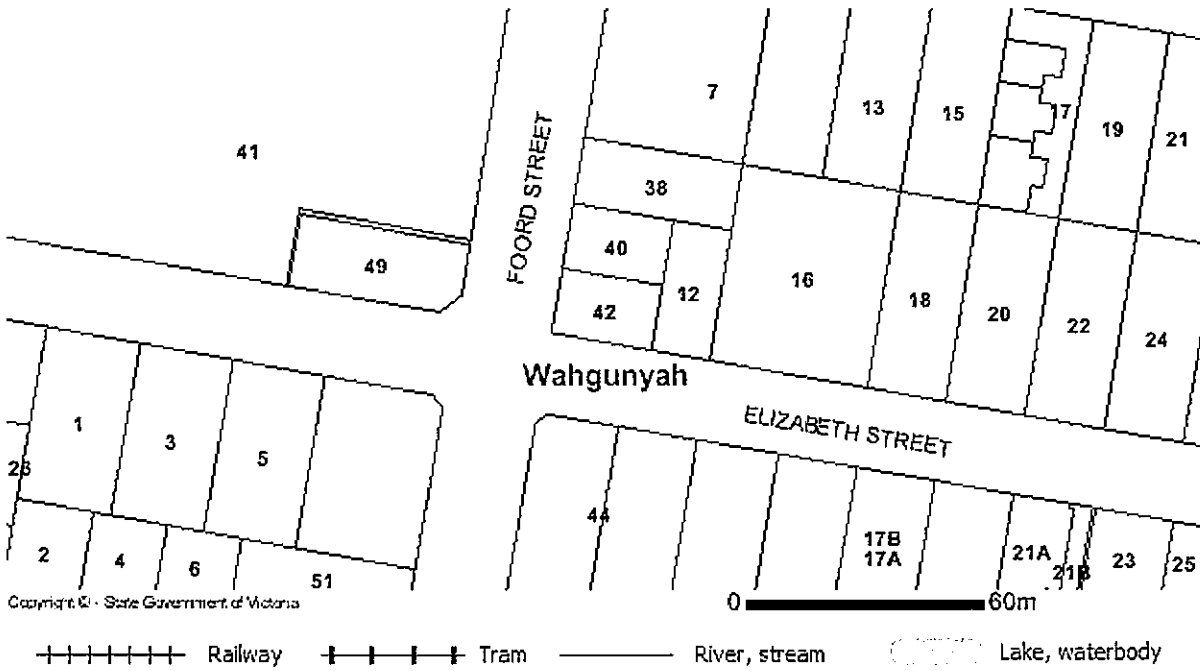 7
13
15
17
19
21
41
38
FOORD STREET
40
49
12
16
42
18
20
22
24
Wahgunyah
ELIZABETH STREET
1
3
5
26
44
17B
17A
21A
21B
23
25
2
4
6
51
Copyright © - State Government of Victoria
0 60m
Railway Tram River, stream Lake, waterbody